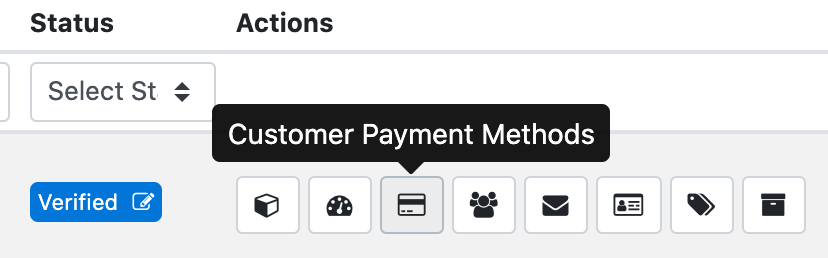 Status
Actions
Select St
Customer Payment Methods
Verified